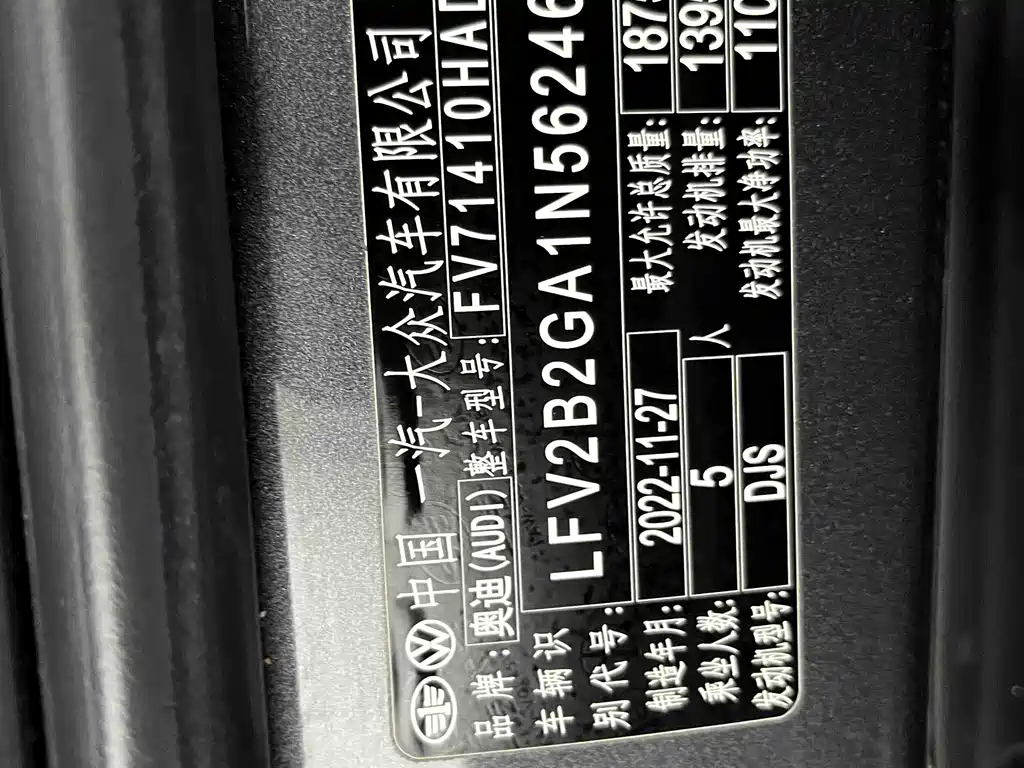 中国 一汽-大众汽车有限公司
品牌: 奥迪(AUDI) 整车型号: FV71410HAD
车辆识别代号: LFV2B2GA1N56246
制造年月: 2022-11-27 最大允许总质量: 187
乘坐人数: 5 人 发动机排量: 139
发动机型号: DJS 发动机最大净功率: 110